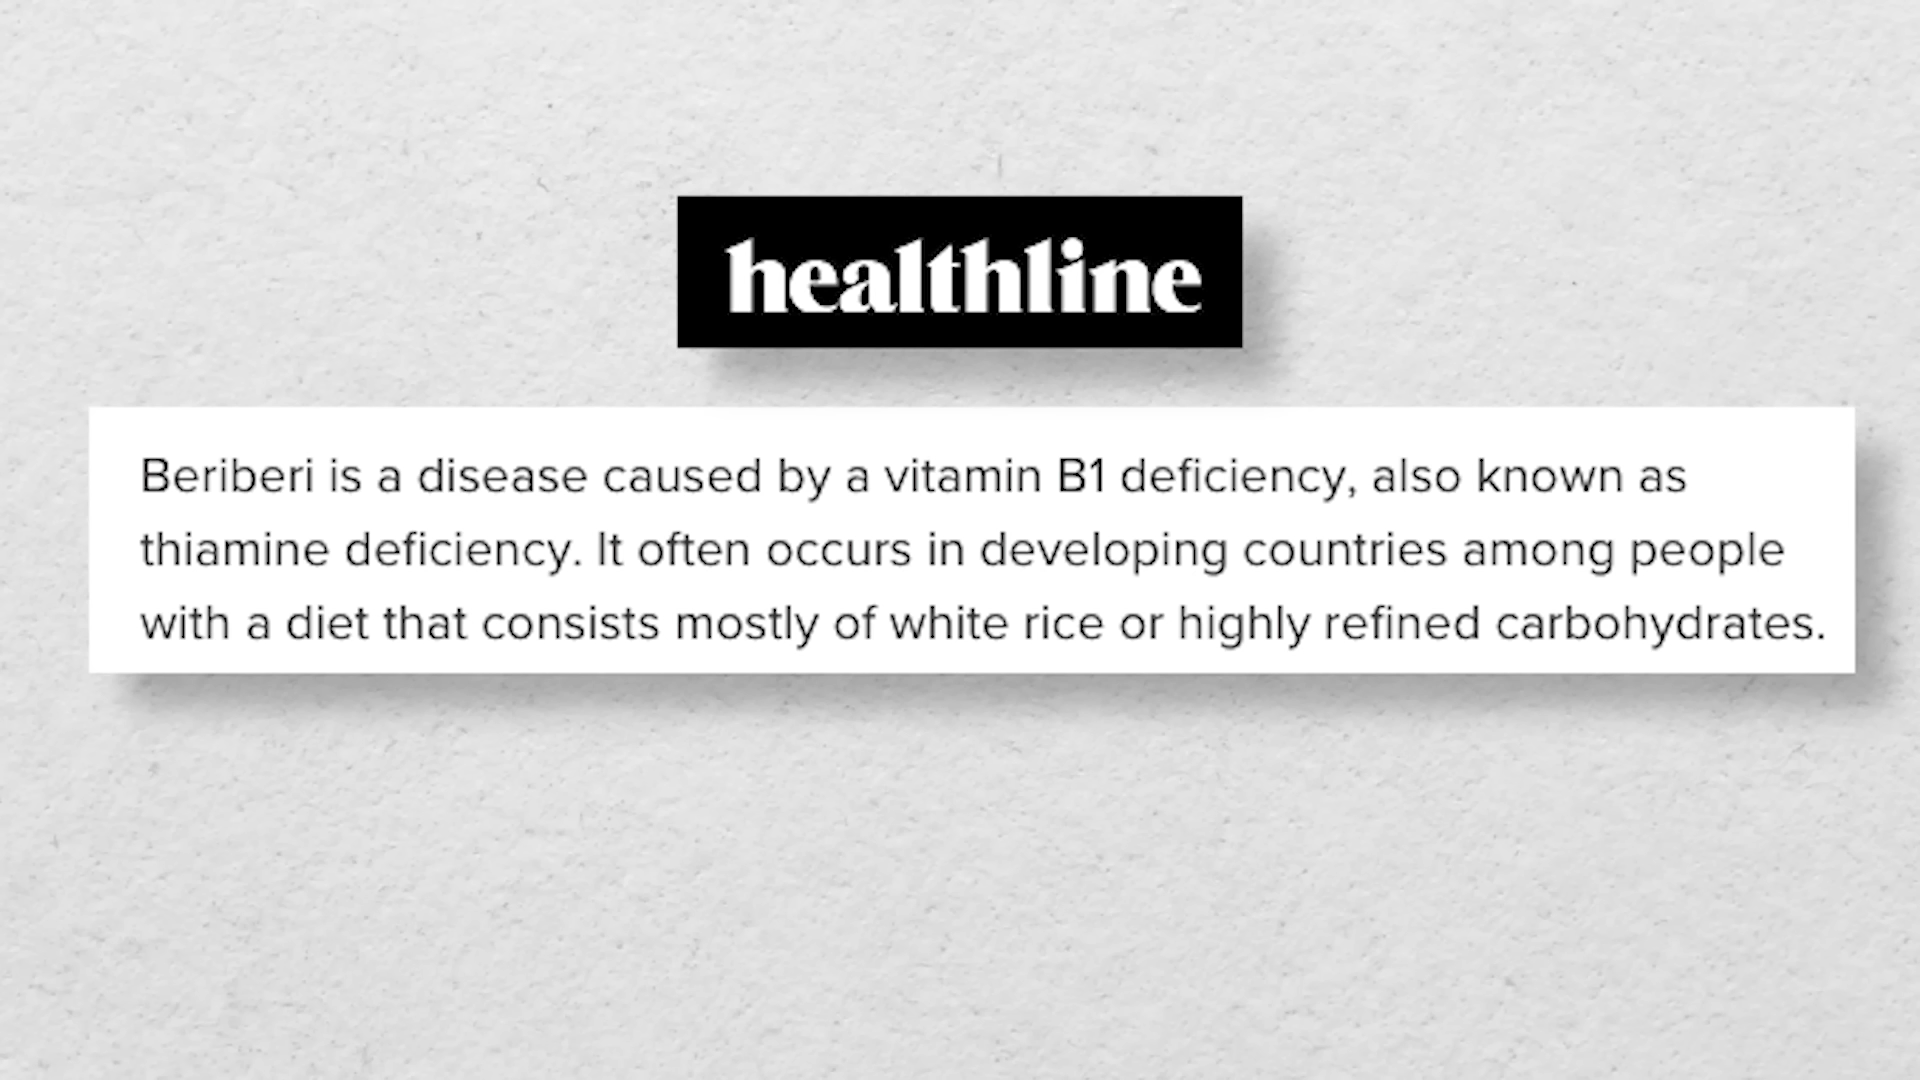 healthline
Beriberi is a disease caused by a vitamin B1 deficiency, also known as
thiamine deficiency. It often occurs in developing countries among people
with a diet that consists mostly of white rice or highly refined carbohydrates.